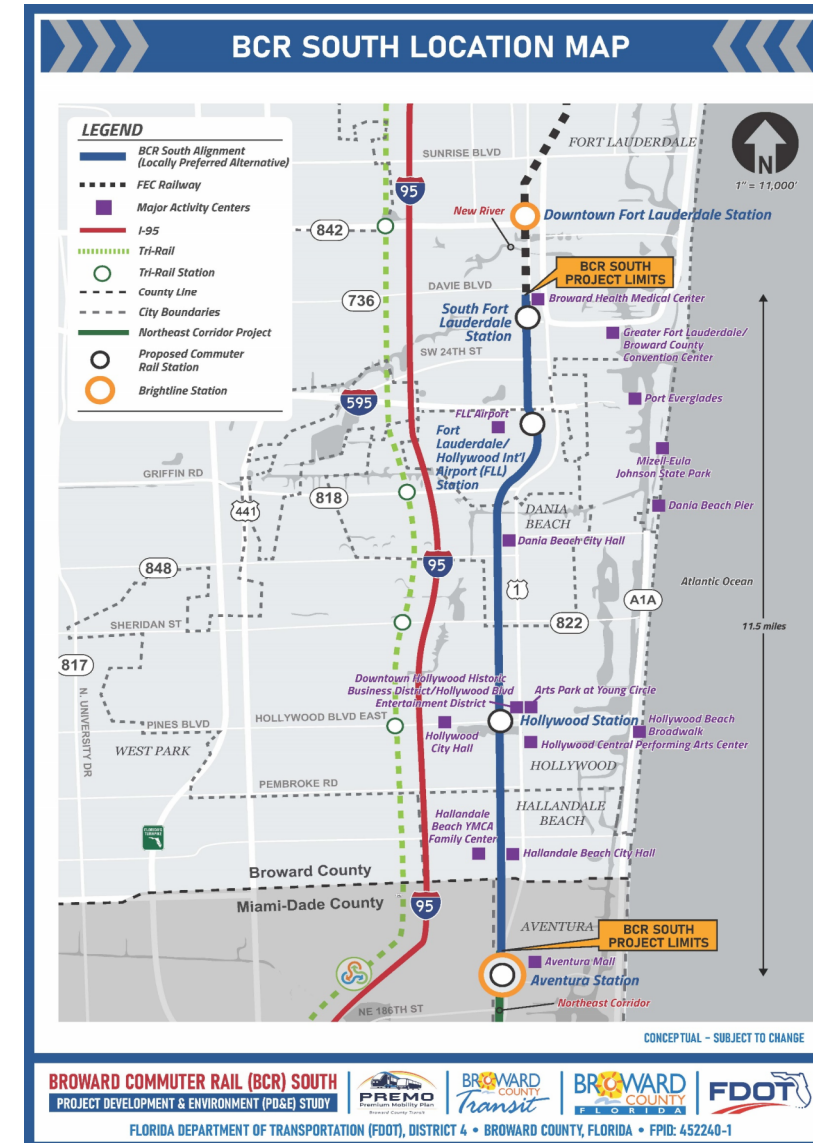 BCR SOUTH LOCATION MAP
LEGEND
BCR South Alignment
(Locally Preferred Alternative)
FEC Railway
Major Activity Centers
I-95
Tri-Rail
Tri-Rail Station
County Line
City Boundaries
Northeast Corridor Project
Proposed Commuter
Rail Station
Brightline Station
N
1" = 11,000'
SUNRISE BLVD
FORT LAUDERDALE
95
New River
Downtown Fort Lauderdale Station
842
BCR SOUTH
PROJECT LIMITS
DAVIE BLVD
736
Broward Health Medical Center
South Fort
Lauderdale
Station
Greater Fort Lauderdale/
Broward County
Convention Center
SW 24TH ST
595
Port Everglades
FLL Airport
Fort
Lauderdale/
Hollywood Int'l
Airport (FLL)
Station
Mizell-Eula
Johnson State Park
GRIFFIN RD
818
441
Dania Beach Pier
DANIA
BEACH
Dania Beach City Hall
95
848
1
Atlantic Ocean
A1A
SHERIDAN ST
822
11.5 miles
817
N. UNIVERSITY DR
Downtown Hollywood Historic
Business District/Hollywood Blvd
Entertainment District
Arts Park at Young Circle
PINES BLVD
HOLLYWOOD BLVD EAST
Hollywood Station
Hollywood Beach
Broadwalk
Hollywood
City Hall
Hollywood Central Performing Arts Center
WEST PARK
HOLLYWOOD
PEMBROKE RD
HALLANDALE
BEACH
Hallandale
Beach YMCA
Family Center
Hallandale Beach City Hall
FLORIDA'S
TURNPIKE
Broward County
Miami-Dade County
95
AVENTURA
BCR SOUTH
PROJECT LIMITS
Aventura Mall
Aventura Station
NE 186TH ST
Northeast Corridor
CONCEPTUAL - SUBJECT TO CHANGE
BROWARD COMMUTER RAIL (BCR) SOUTH
PROJECT DEVELOPMENT & ENVIRONMENT (PD&E) STUDY
PREMO
Premium Mobility Plan
Broward County Transit
BROWARD
COUNTY
Transit
BROWARD
COUNTY
FLORIDA
FDOT
FLORIDA DEPARTMENT OF TRANSPORTATION (FDOT), DISTRICT 4 • BROWARD COUNTY, FLORIDA • FPID: 452240-1